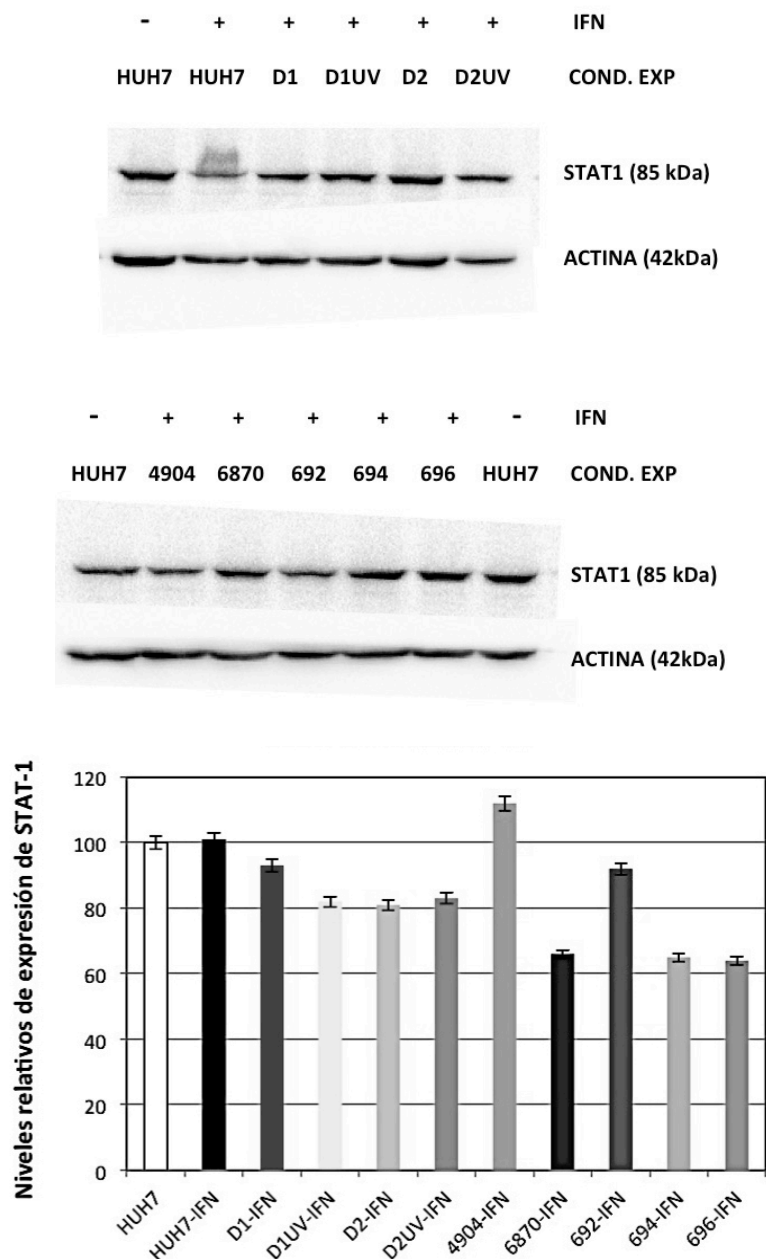 - + + + + + IFN
HUH7 HUH7 D1 D1UV D2 D2UV COND. EXP
STAT1 (85 kDa)
ACTINA (42kDa)
- + + + + + - IFN
HUH7 4904 6870 692 694 696 HUH7 COND. EXP
STAT1 (85 kDa)
ACTINA (42kDa)
Niveles relativos de expresión de STAT-1
120
100
80
60
40
20
0
HUH7 HUH7-IFN D1-IFN D1UV-IFN D2-IFN D2UV-IFN 4904-IFN 6870-IFN 692-IFN 694-IFN 696-IFN